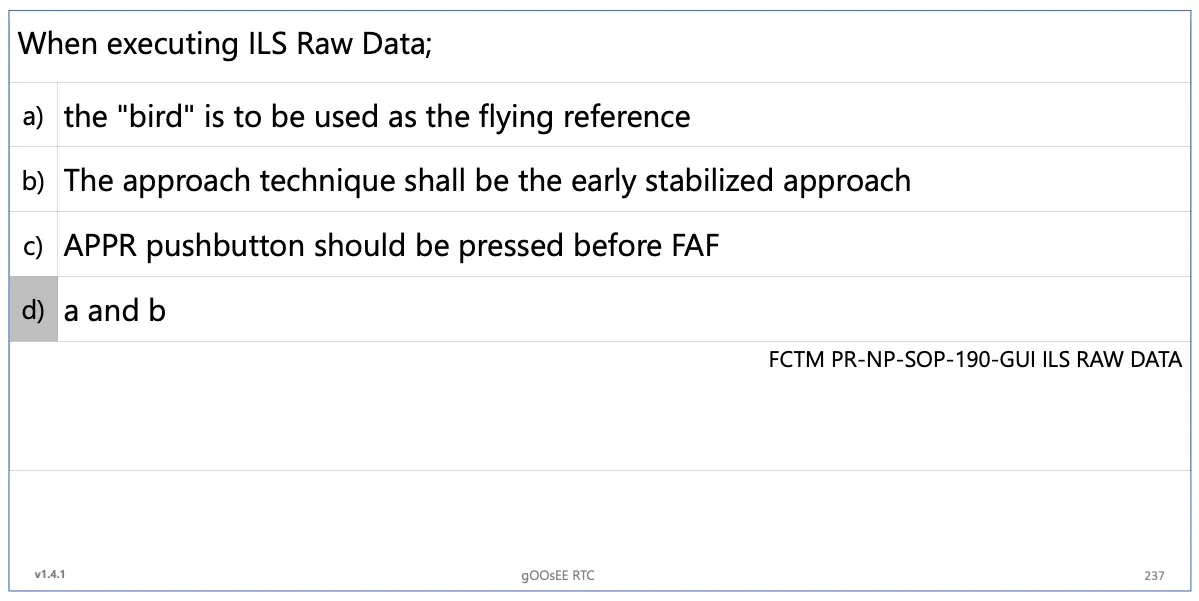 When executing ILS Raw Data;
a) the "bird" is to be used as the flying reference
b) The approach technique shall be the early stabilized approach
c) APPR pushbutton should be pressed before FAF
d) a and b
FCTM PR-NP-SOP-190-GUI ILS RAW DATA
v1.4.1 gOOsEE RTC 237